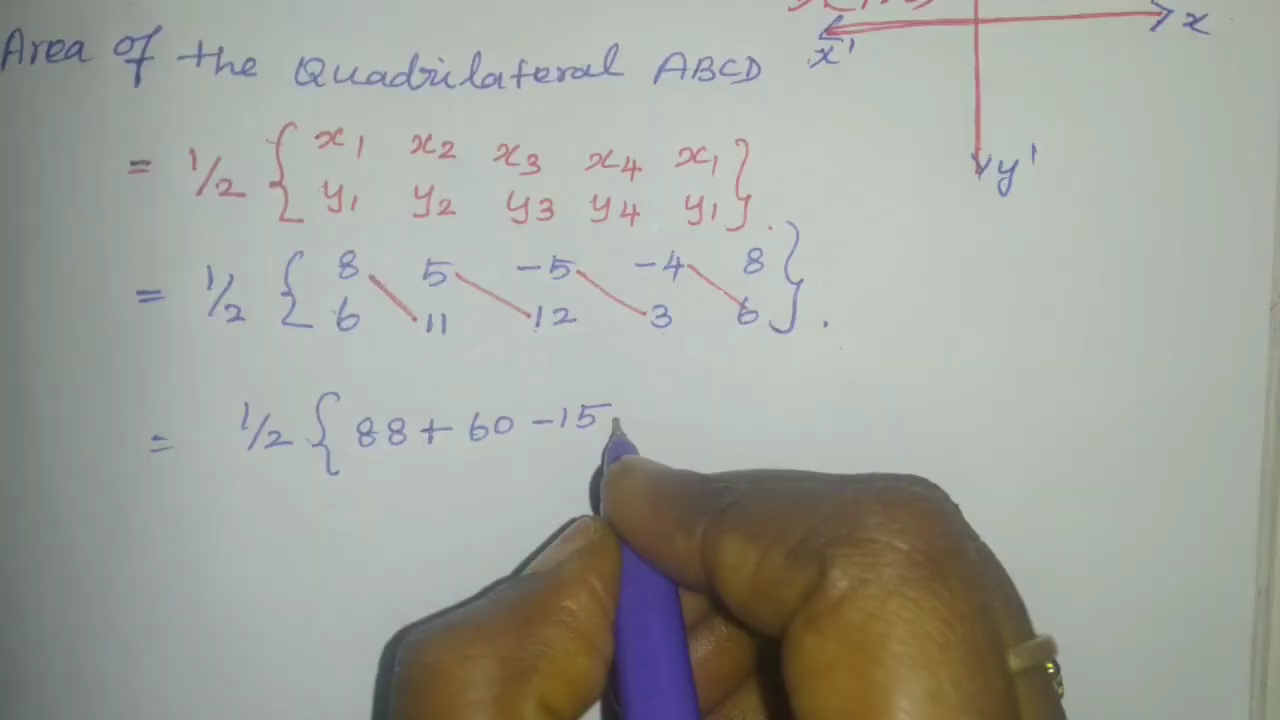 x
x'
y'
Area of the Quadrilateral ABCD
= 1/2 { x1 x2 x3 x4 x1
y1 y2 y3 y4 y1 } .
= 1/2 { 8 5 -5 -4 8
6 11 12 3 6 } .
= 1/2 { 88 + 60 - 15